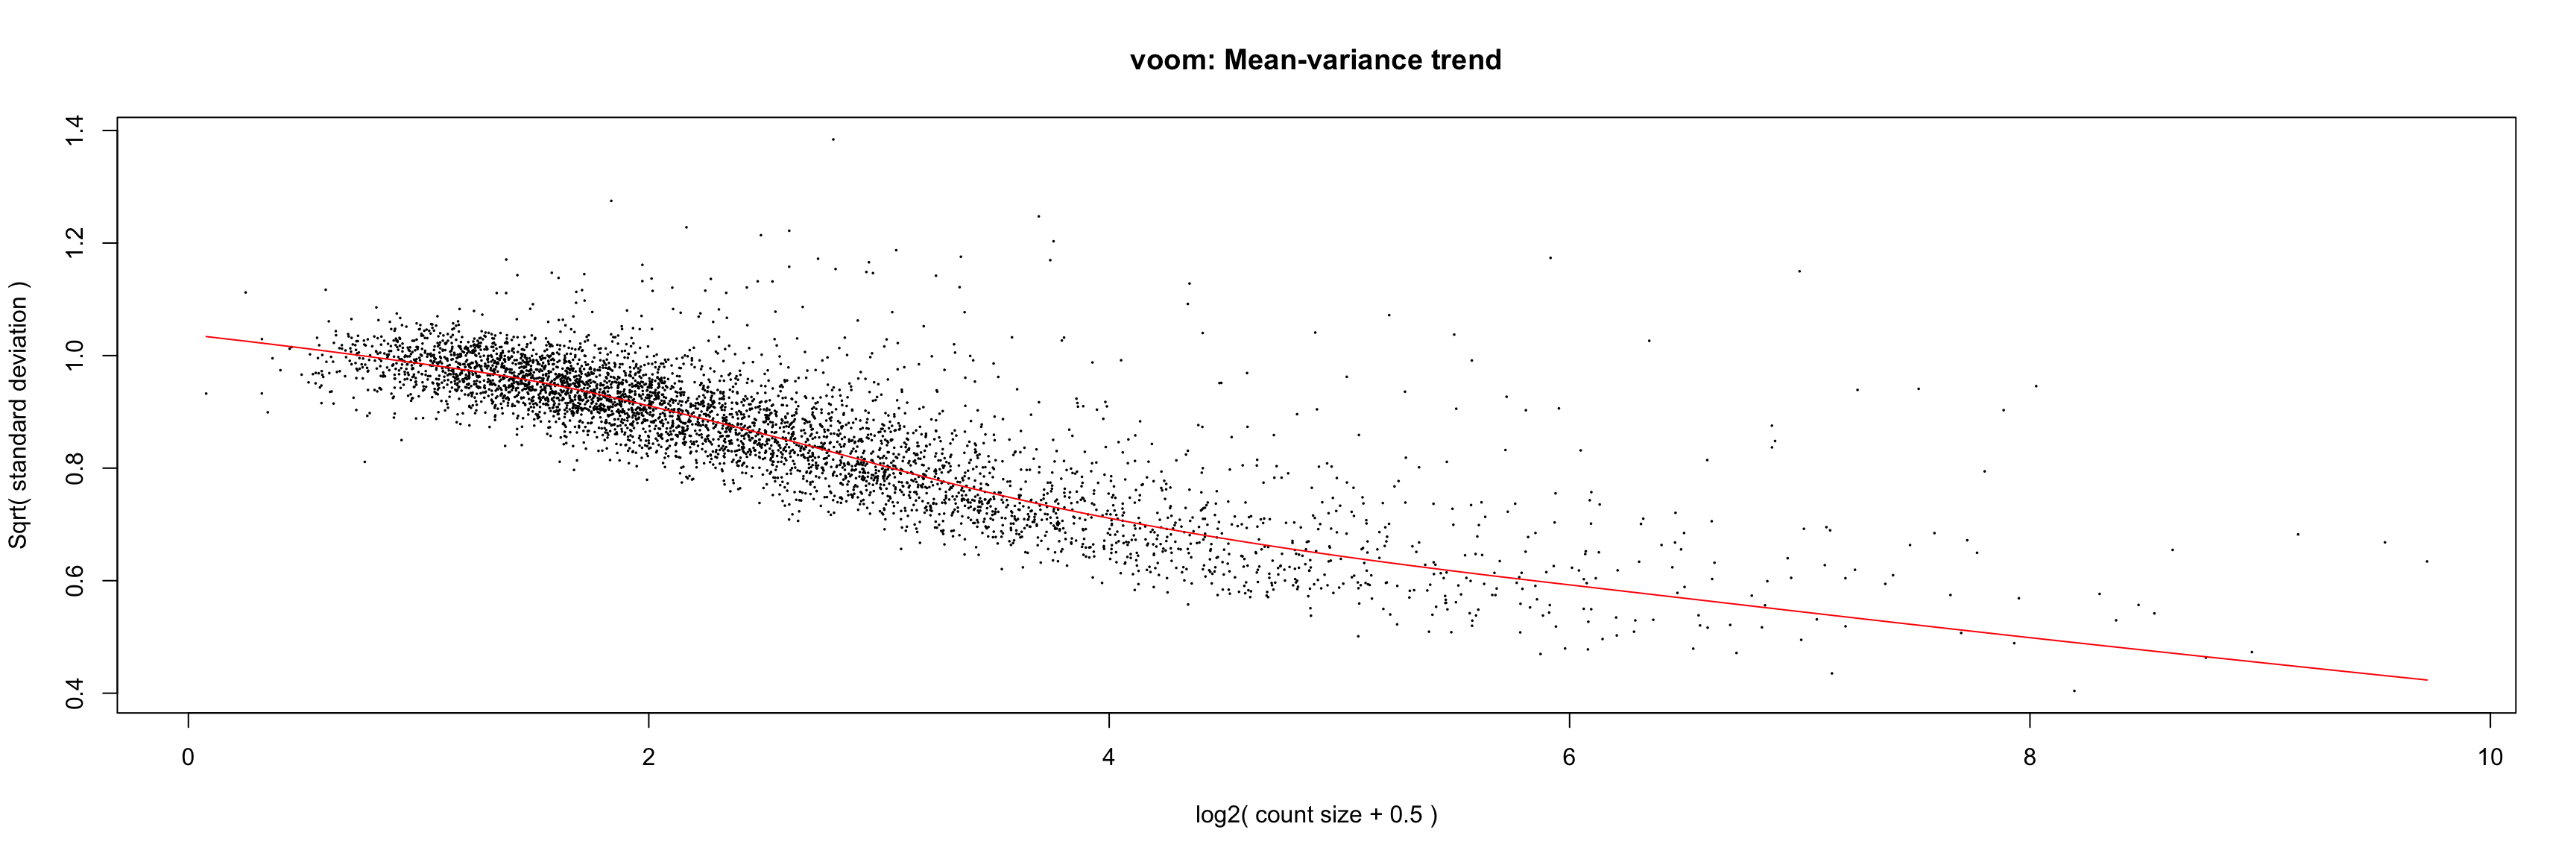 voom: Mean-variance trend
Sqrt( standard deviation )
1.4
1.2
1.0
0.8
0.6
0.4
0 2 4 6 8 10
log2( count size + 0.5 )